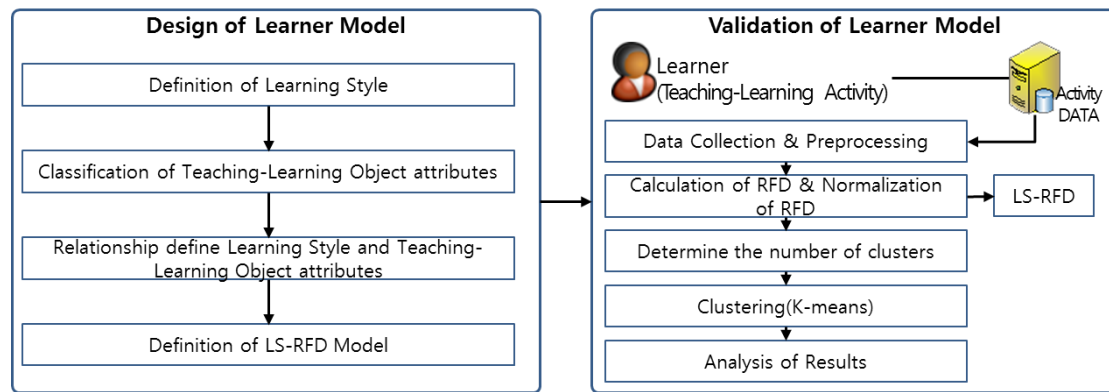 Design of Learner Model
Definition of Learning Style
Classification of Teaching-Learning Object attributes
Relationship define Learning Style and Teaching-
Learning Object attributes
Definition of LS-RFD Model
Validation of Learner Model
Learner
(Teaching-Learning Activity)
Activity
DATA
Data Collection & Preprocessing
Calculation of RFD & Normalization
of RFD
LS-RFD
Determine the number of clusters
Clustering(K-means)
Analysis of Results